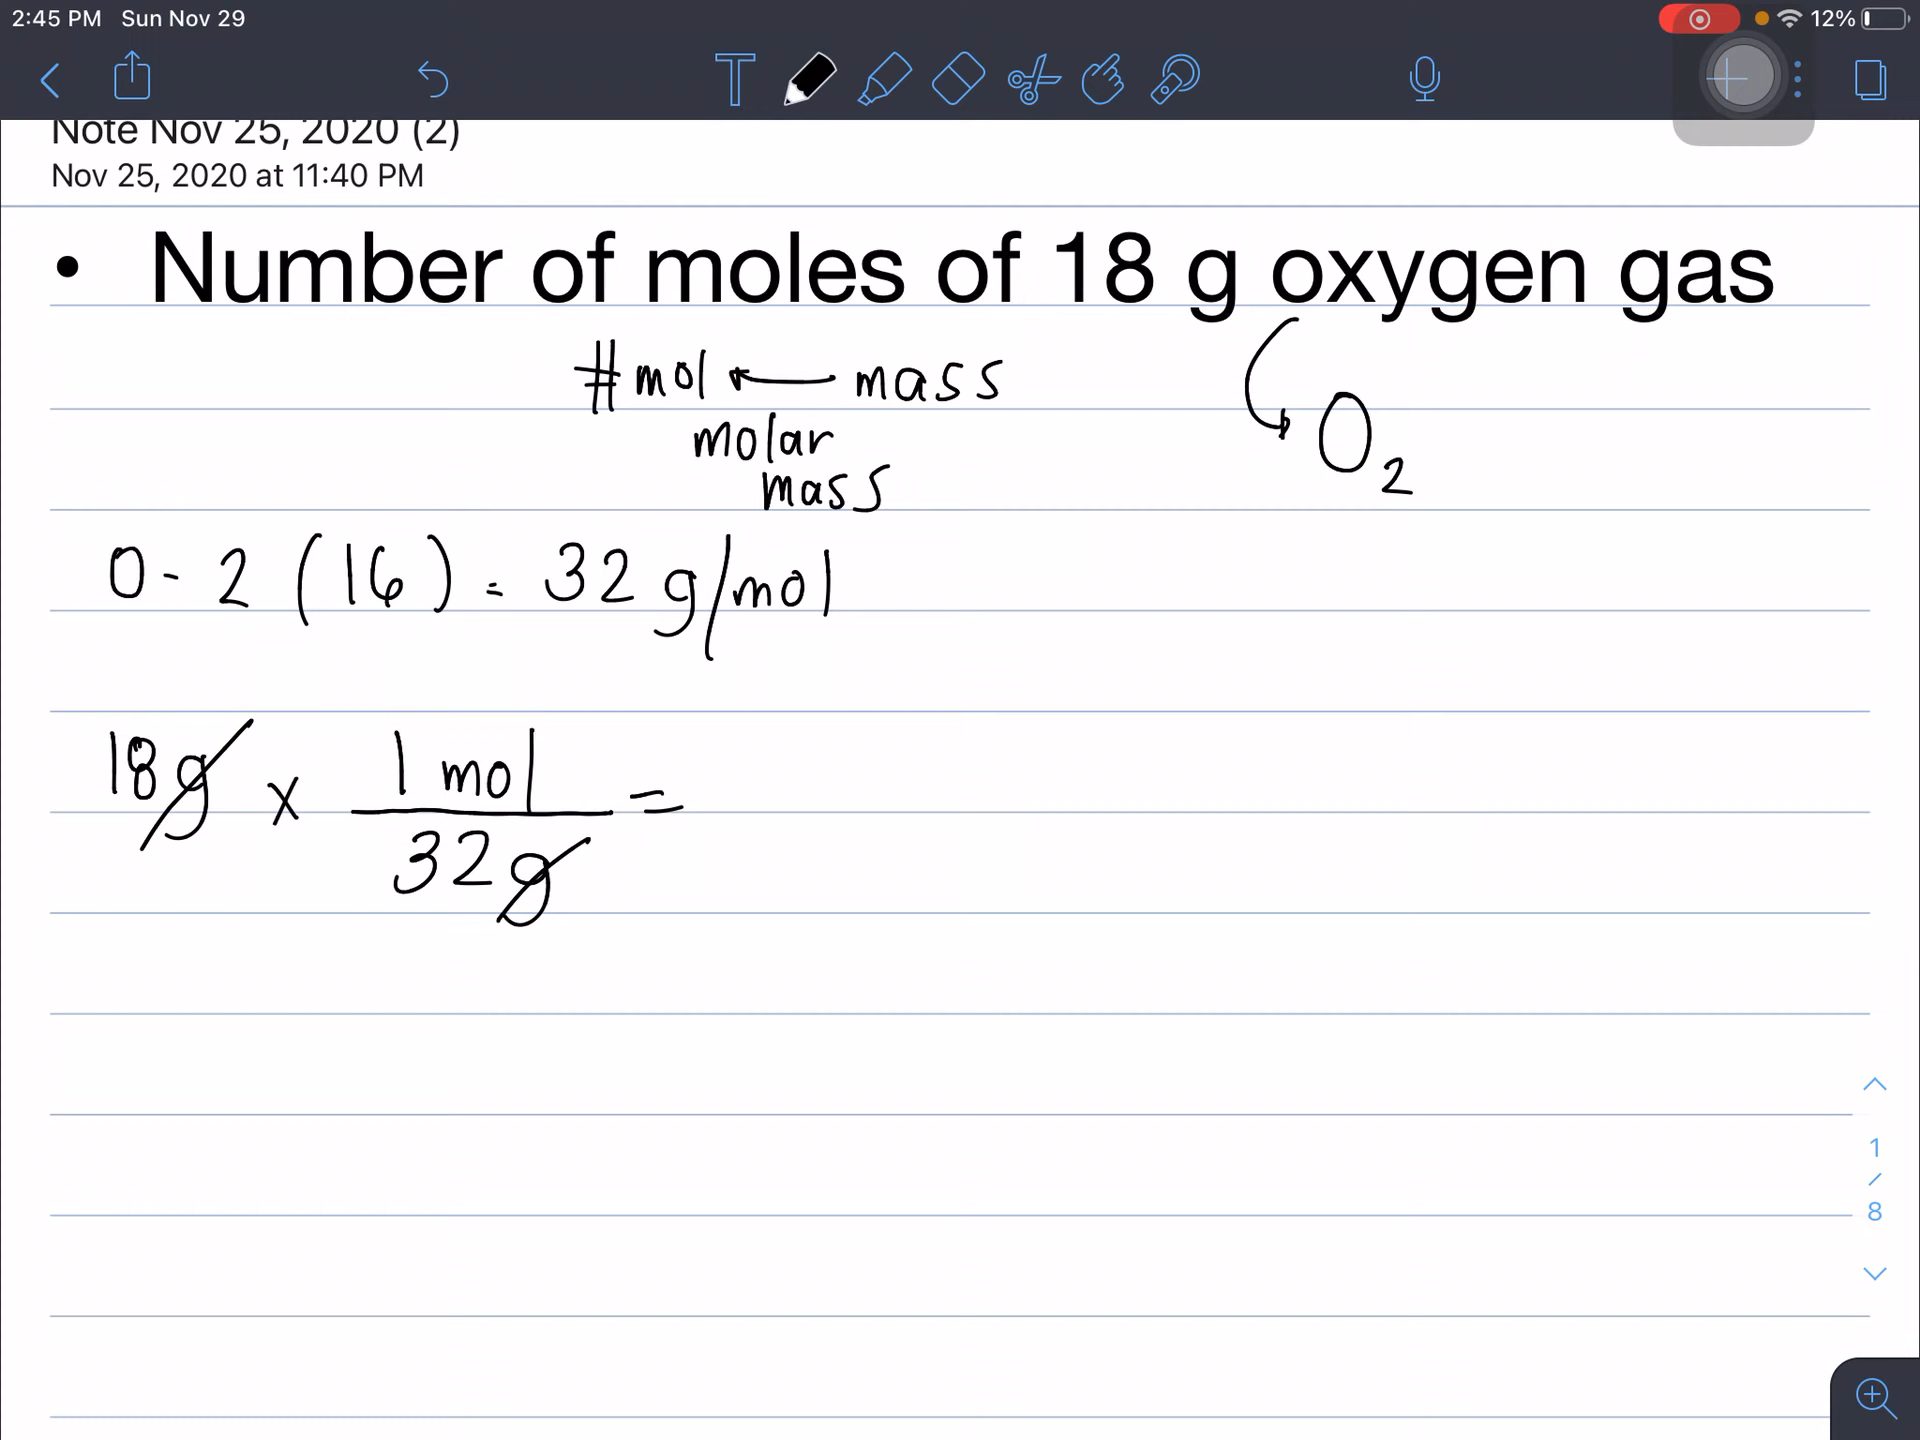 2:45 PM Sun Nov 29 12%
Note Nov 25, 2020 (2)
Nov 25, 2020 at 11:40 PM
• Number of moles of 18 g oxygen gas
#mol ← mass
molar
mass
O2
O - 2 (16) = 32 g/mol
18g x 1 mol =
32g
1
/
8